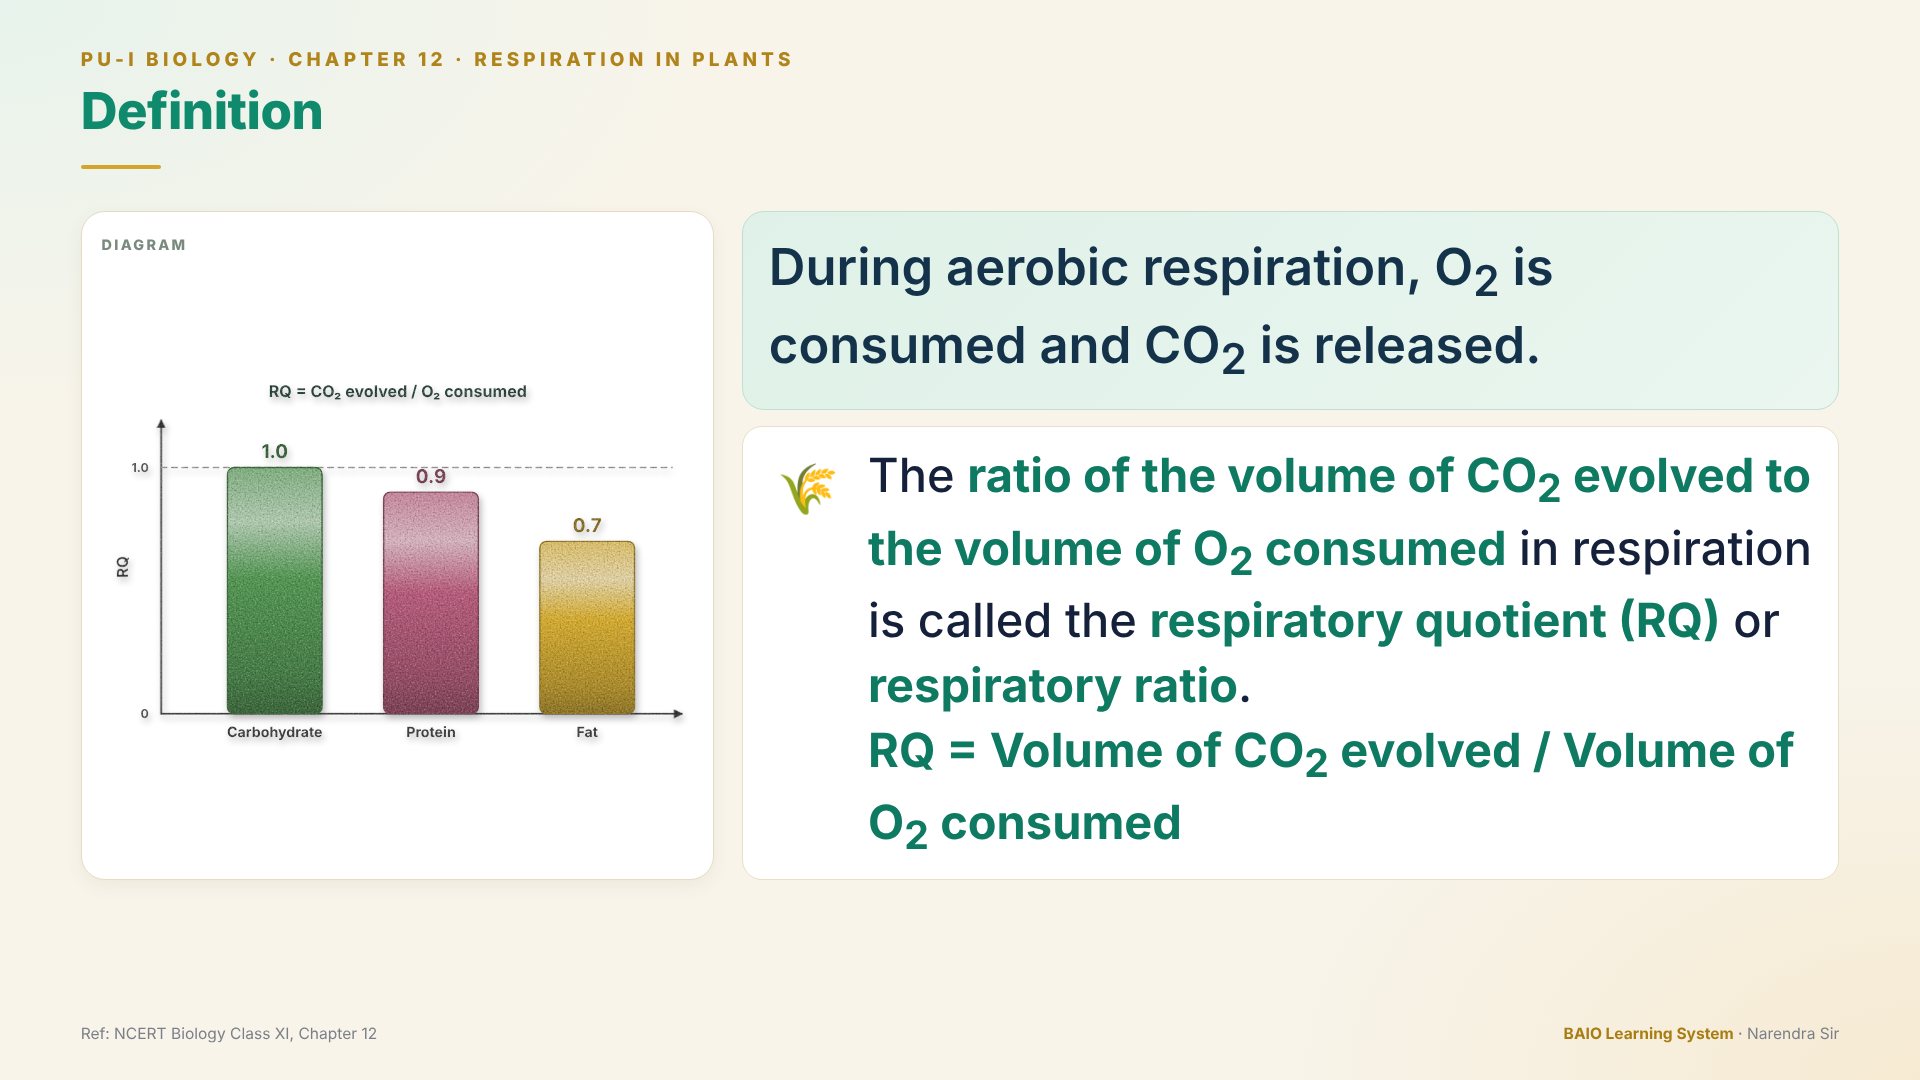 PU-I BIOLOGY · CHAPTER 12 · RESPIRATION IN PLANTS
Definition
DIAGRAM
RQ = CO₂ evolved / O₂ consumed
1.0
1.0
0.9
0.7
RQ
0
Carbohydrate
Protein
Fat
During aerobic respiration, O₂ is
consumed and CO₂ is released.
The ratio of the volume of CO₂ evolved to
the volume of O₂ consumed in respiration
is called the respiratory quotient (RQ) or
respiratory ratio.
RQ = Volume of CO₂ evolved / Volume of
O₂ consumed
Ref: NCERT Biology Class XI, Chapter 12
BAIO Learning System · Narendra Sir